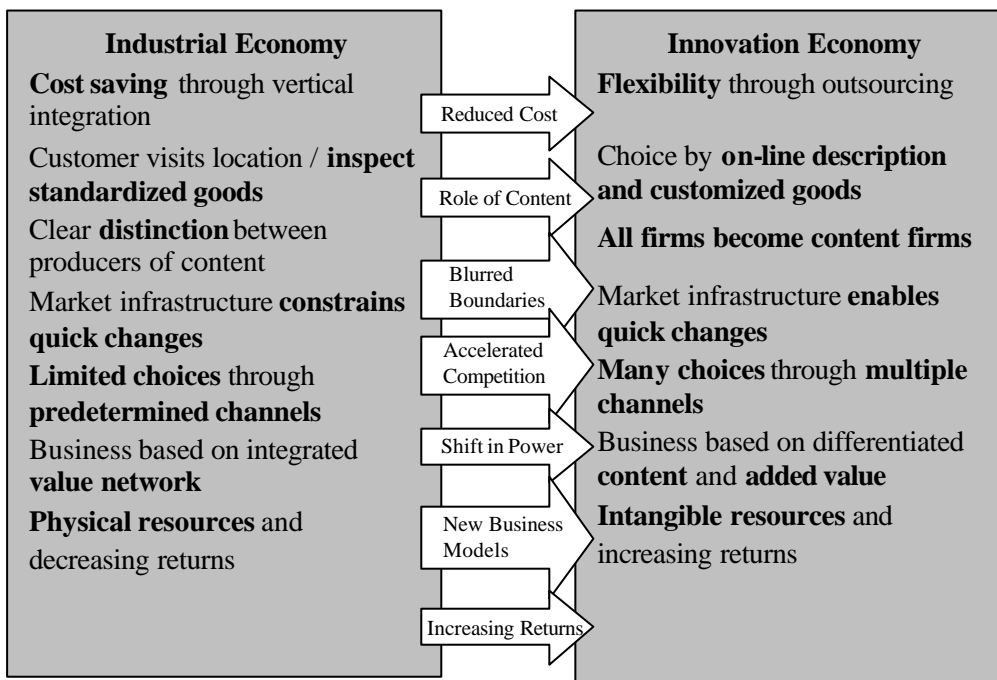 Industrial Economy
Cost saving through vertical
integration
Customer visits location / inspect
standardized goods
Clear distinction between
producers of content
Market infrastructure constrains
quick changes
Limited choices through
predetermined channels
Business based on integrated
value network
Physical resources and
decreasing returns
Reduced Cost
Role of Content
Blurred
Boundaries
Accelerated
Competition
Shift in Power
New Business
Models
Increasing Returns
Innovation Economy
Flexibility through outsourcing
Choice by on-line description
and customized goods
All firms become content firms
Market infrastructure enables
quick changes
Many choices through multiple
channels
Business based on differentiated
content and added value
Intangible resources and
increasing returns